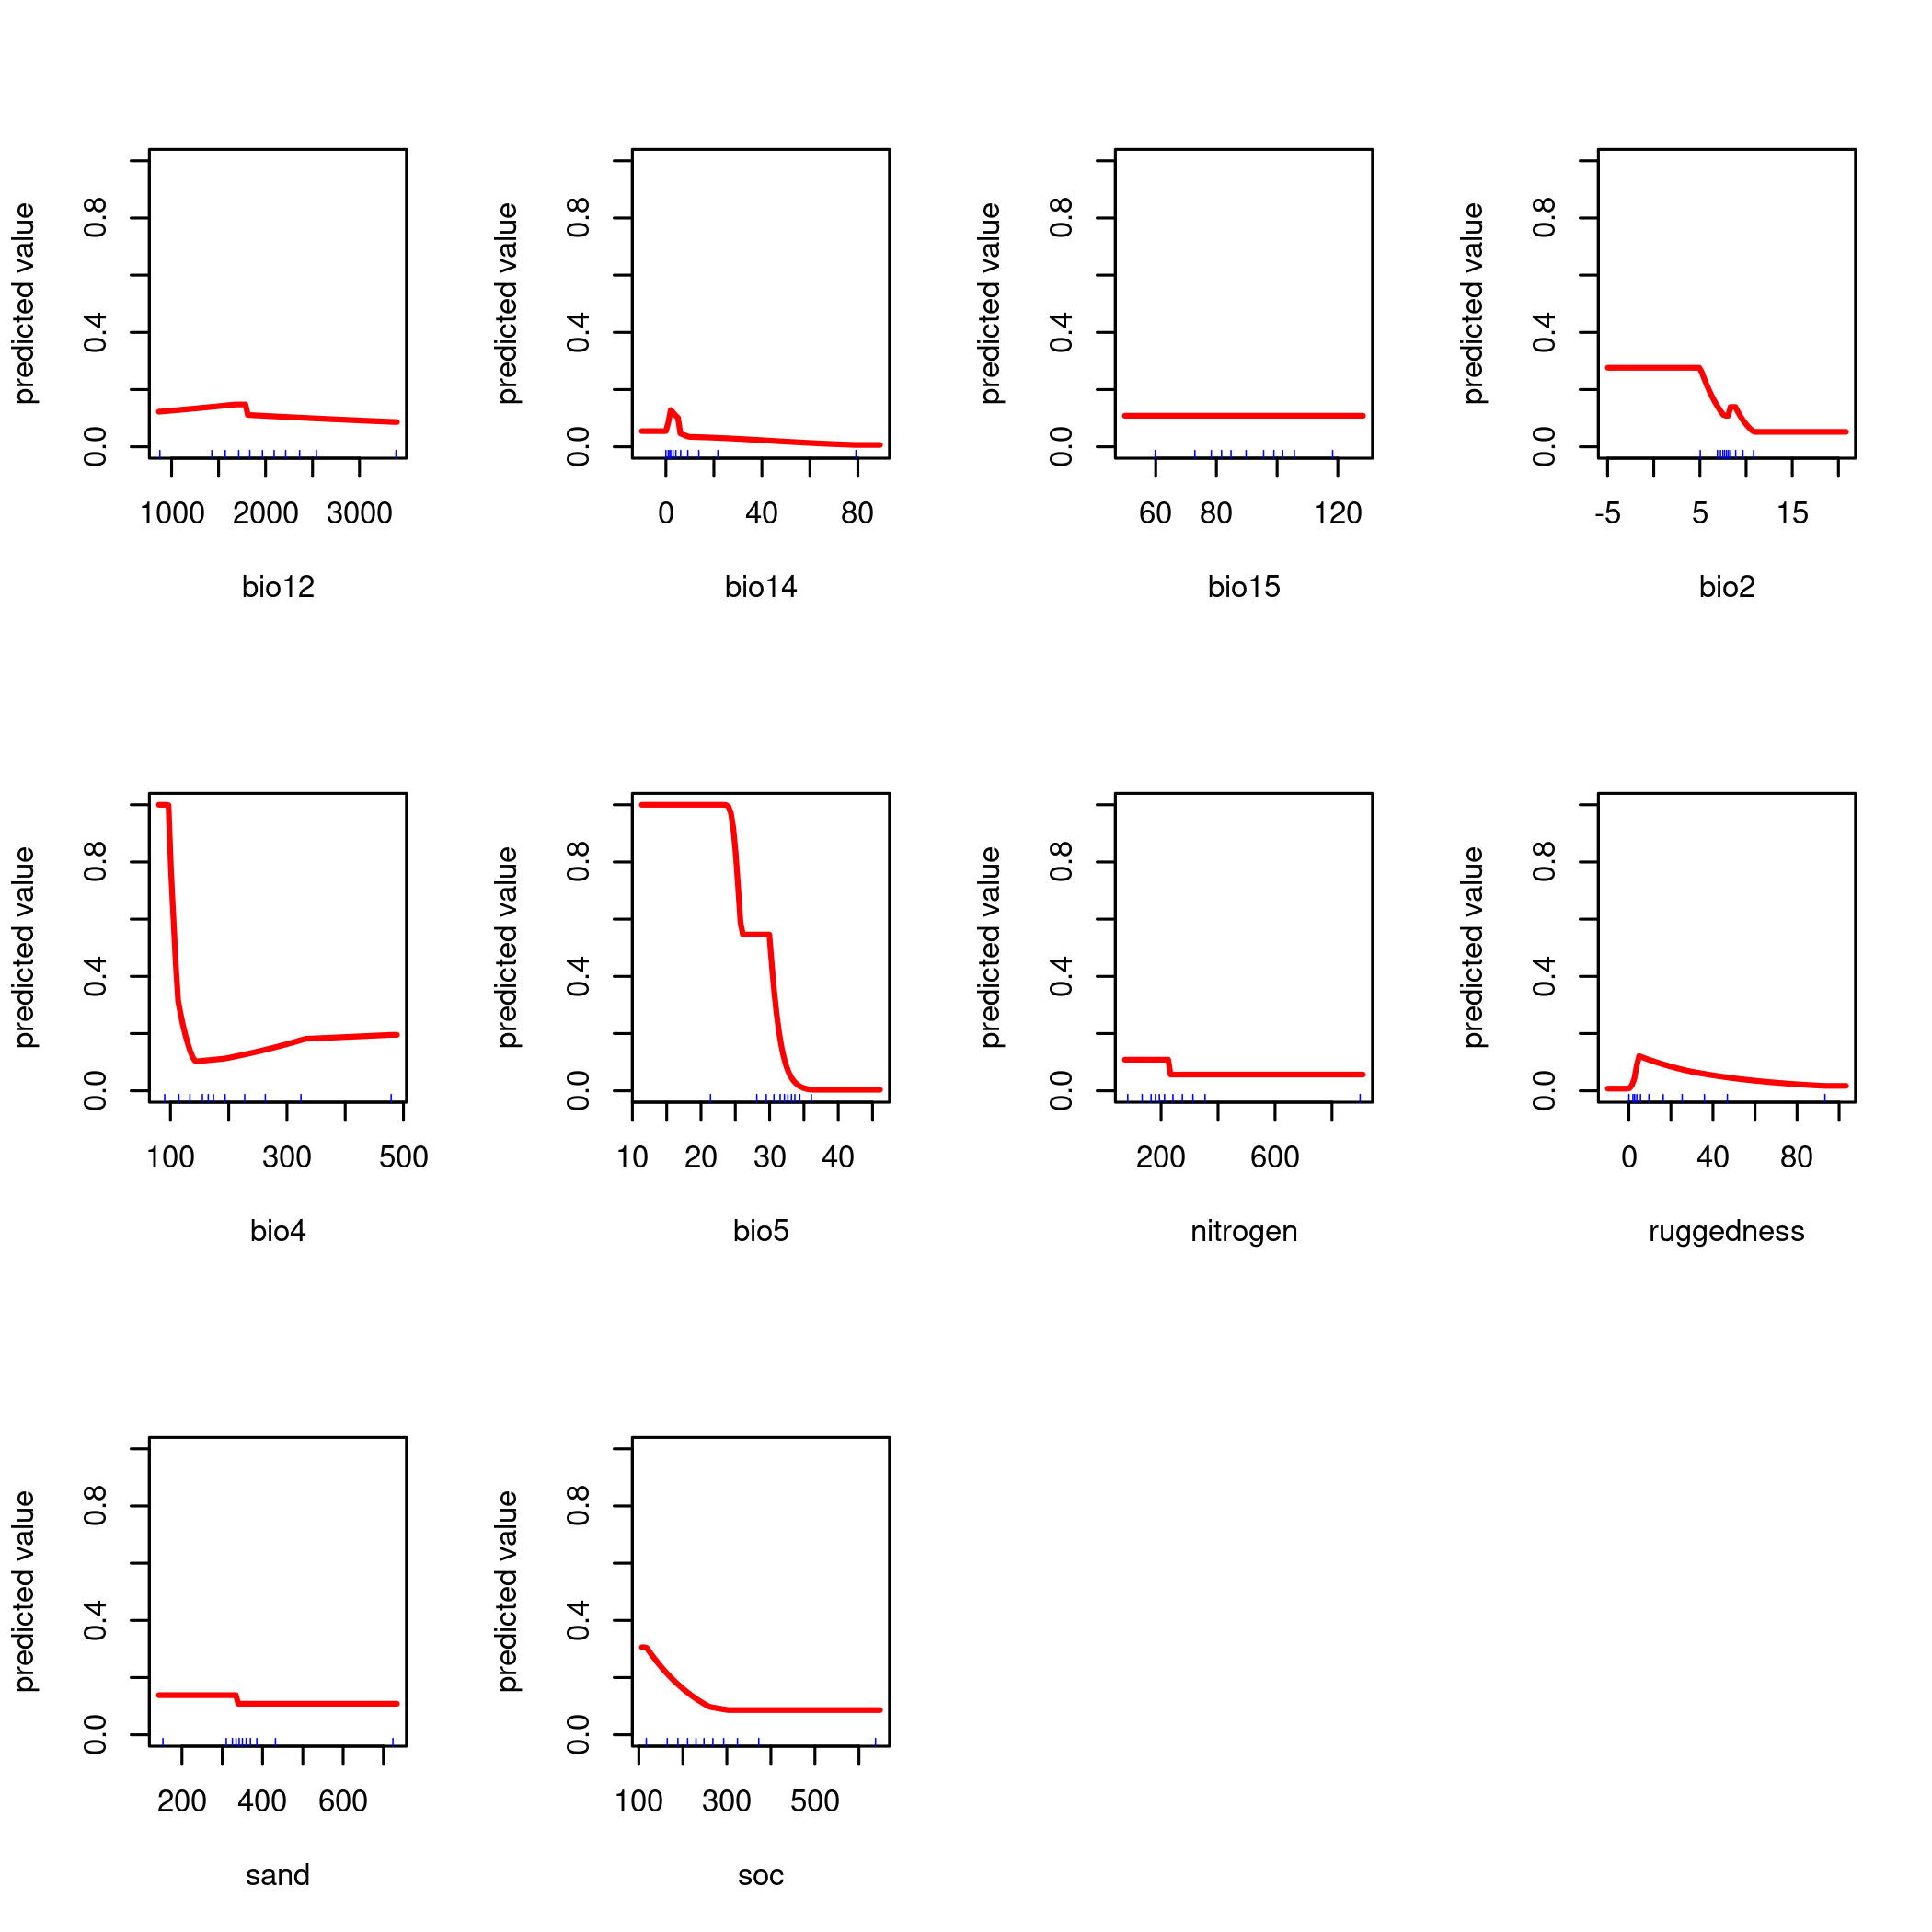 predicted value
0.0 0.4 0.8
1000 2000 3000
bio12
predicted value
0.0 0.4 0.8
0 40 80
bio14
predicted value
0.0 0.4 0.8
60 80 120
bio15
predicted value
0.0 0.4 0.8
-5 5 15
bio2
predicted value
0.0 0.4 0.8
100 300 500
bio4
predicted value
0.0 0.4 0.8
10 20 30 40
bio5
predicted value
0.0 0.4 0.8
200 600
nitrogen
predicted value
0.0 0.4 0.8
0 40 80
ruggedness
predicted value
0.0 0.4 0.8
200 400 600
sand
predicted value
0.0 0.4 0.8
100 300 500
soc